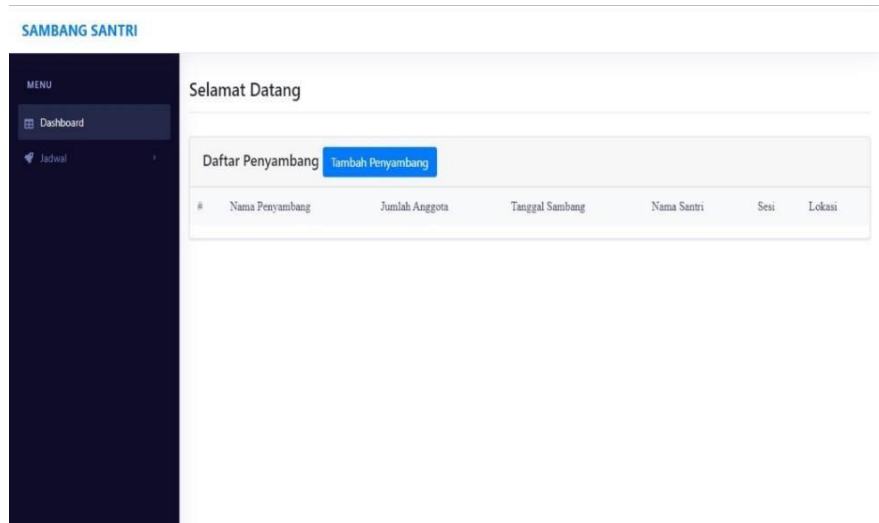 SAMBANG SANTRI
MENU
Dashboard
Jadwal
Selamat Datang
Daftar Penyambang Tambah Penyambang
# Nama Penyambang Jumlah Anggota Tanggal Sambang Nama Santri Sesi Lokasi